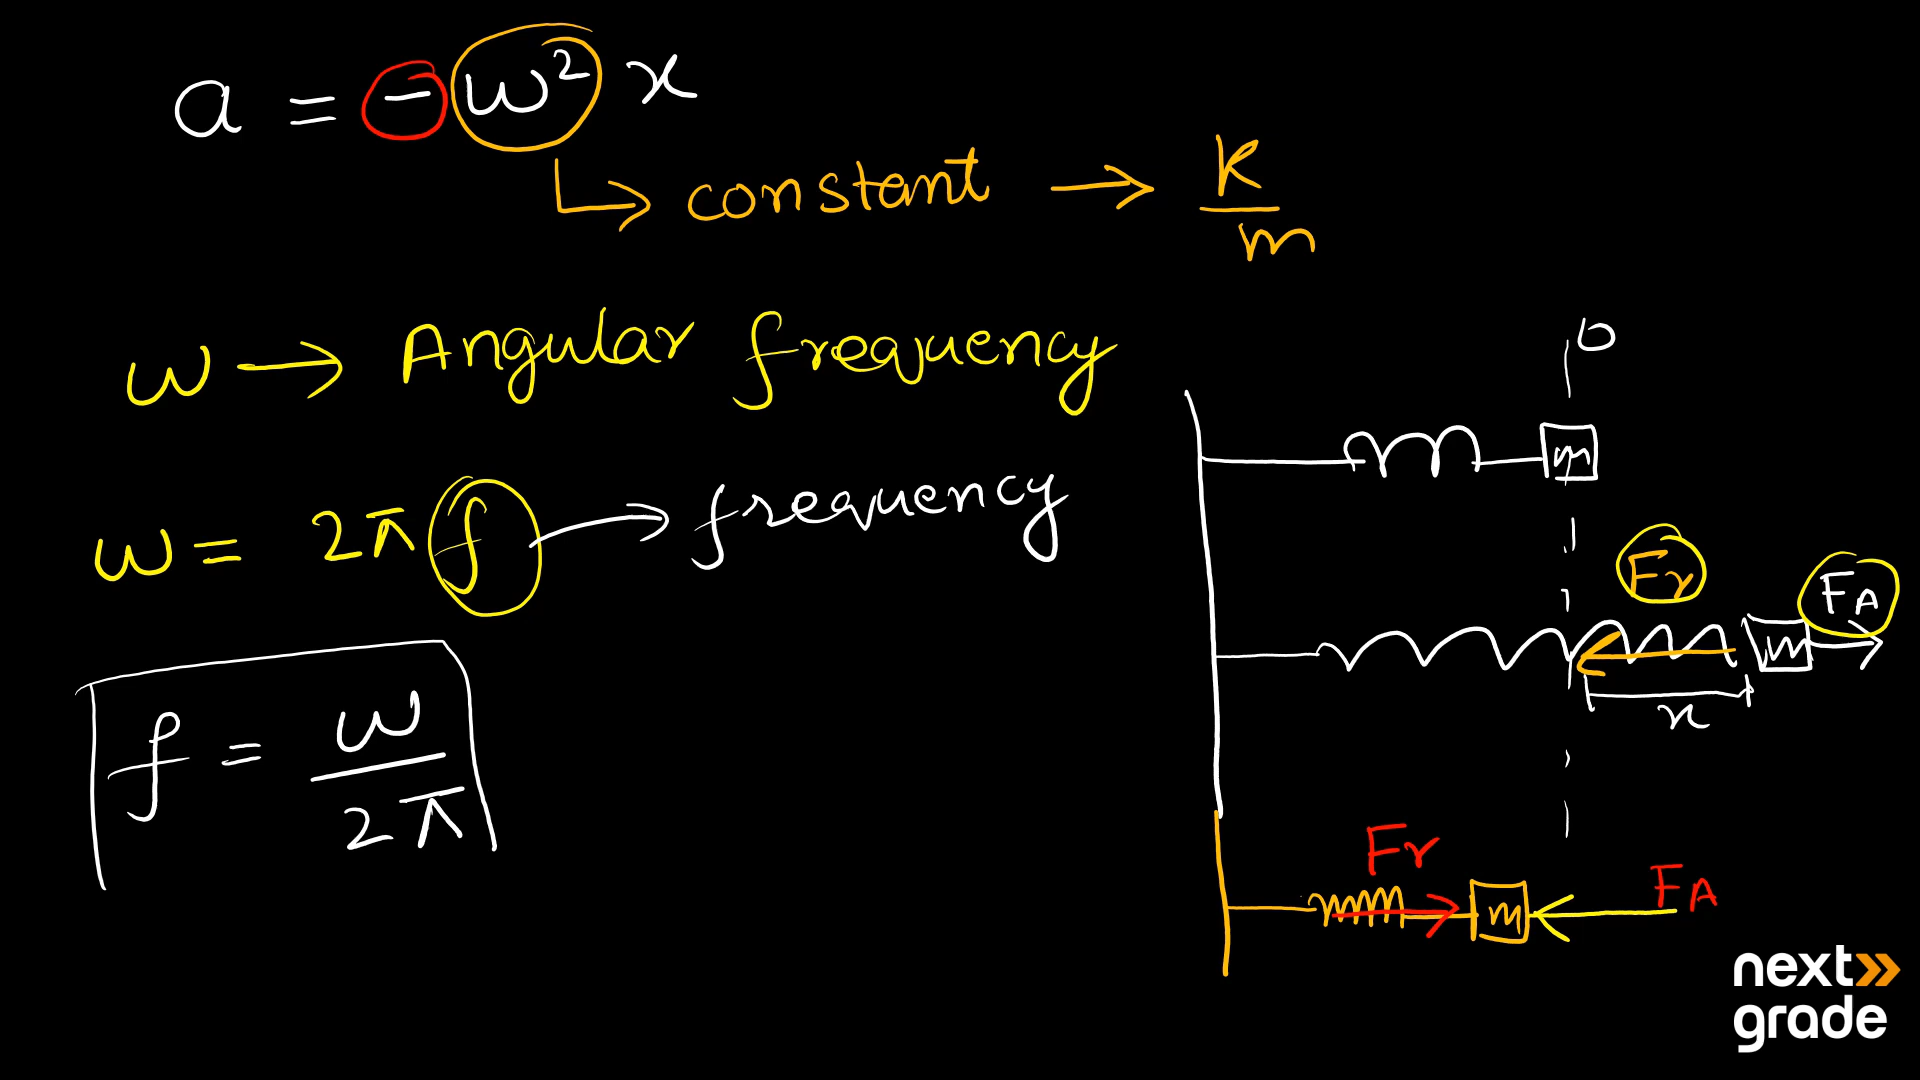 a = -ω² x
constant → k/m
ω → Angular frequency
ω = 2π f → frequency
f = ω/2π
O
m
Fr
FA
m
x
Fr
FA
m
next
grade